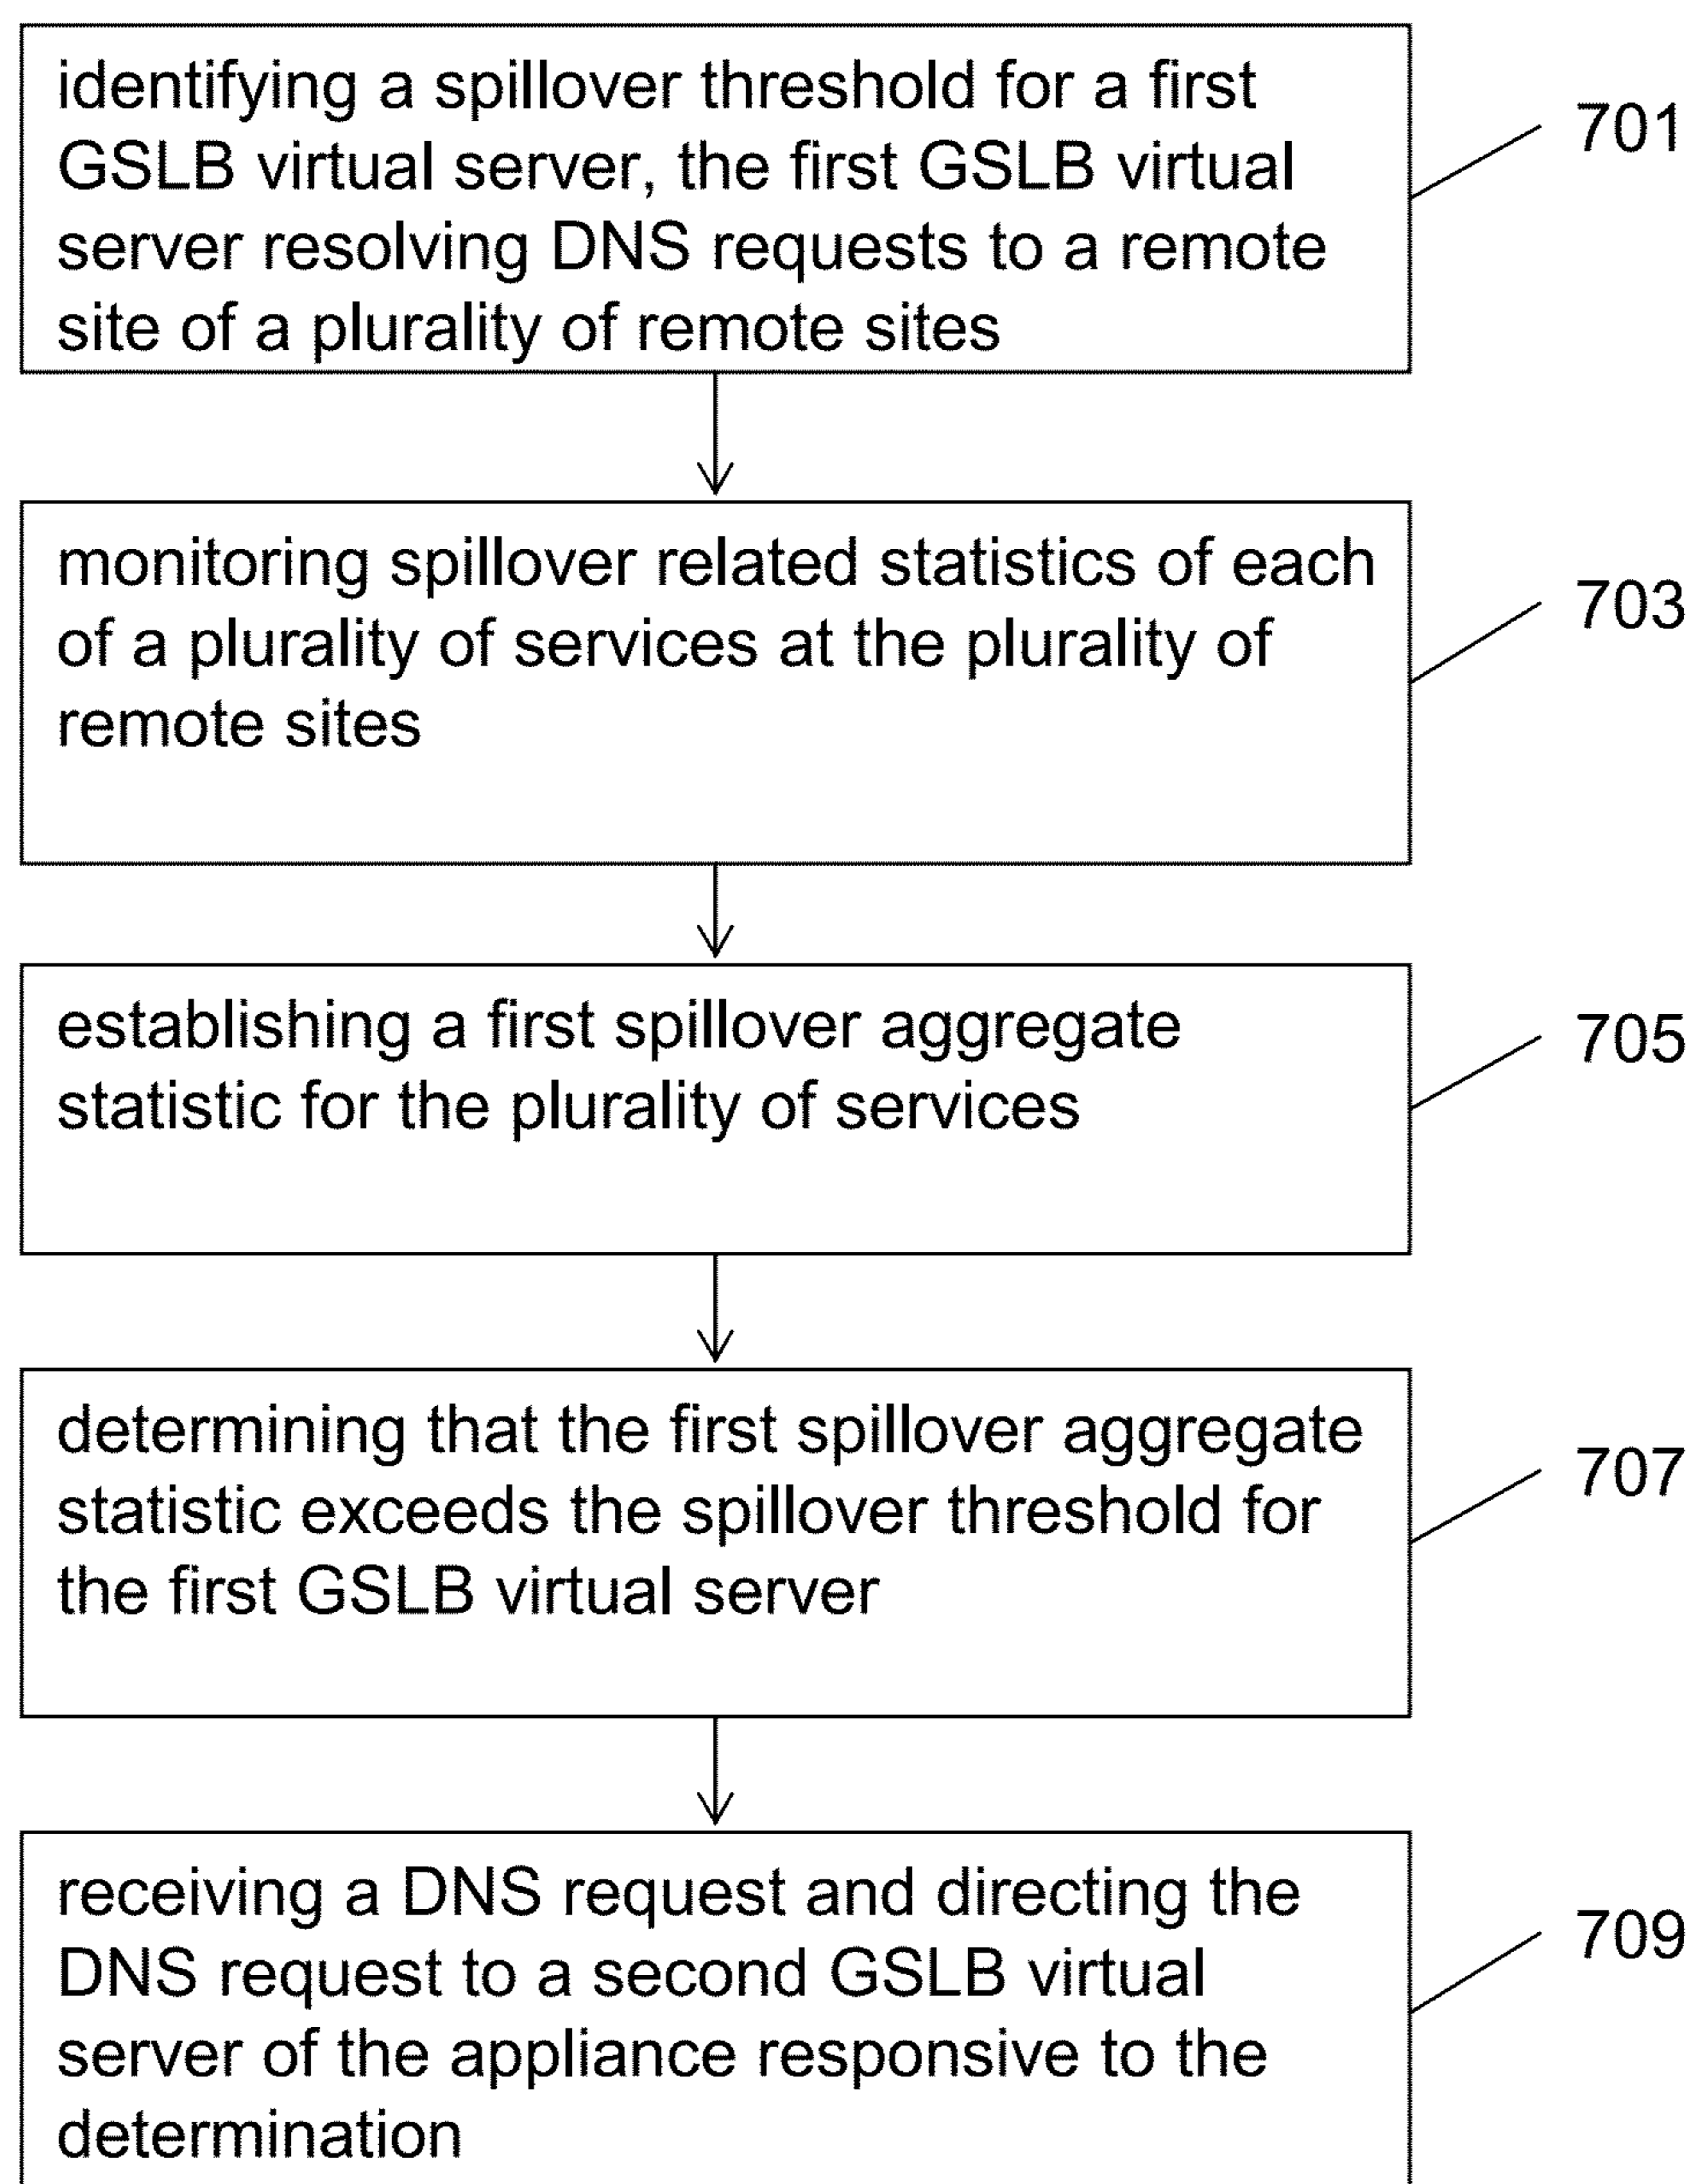 identifying a spillover threshold for a first
GSLB virtual server, the first GSLB virtual
server resolving DNS requests to a remote
site of a plurality of remote sites
701
monitoring spillover related statistics of each
of a plurality of services at the plurality of
remote sites
703
establishing a first spillover aggregate
statistic for the plurality of services
705
determining that the first spillover aggregate
statistic exceeds the spillover threshold for
the first GSLB virtual server
707
receiving a DNS request and directing the
DNS request to a second GSLB virtual
server of the appliance responsive to the
determination
709